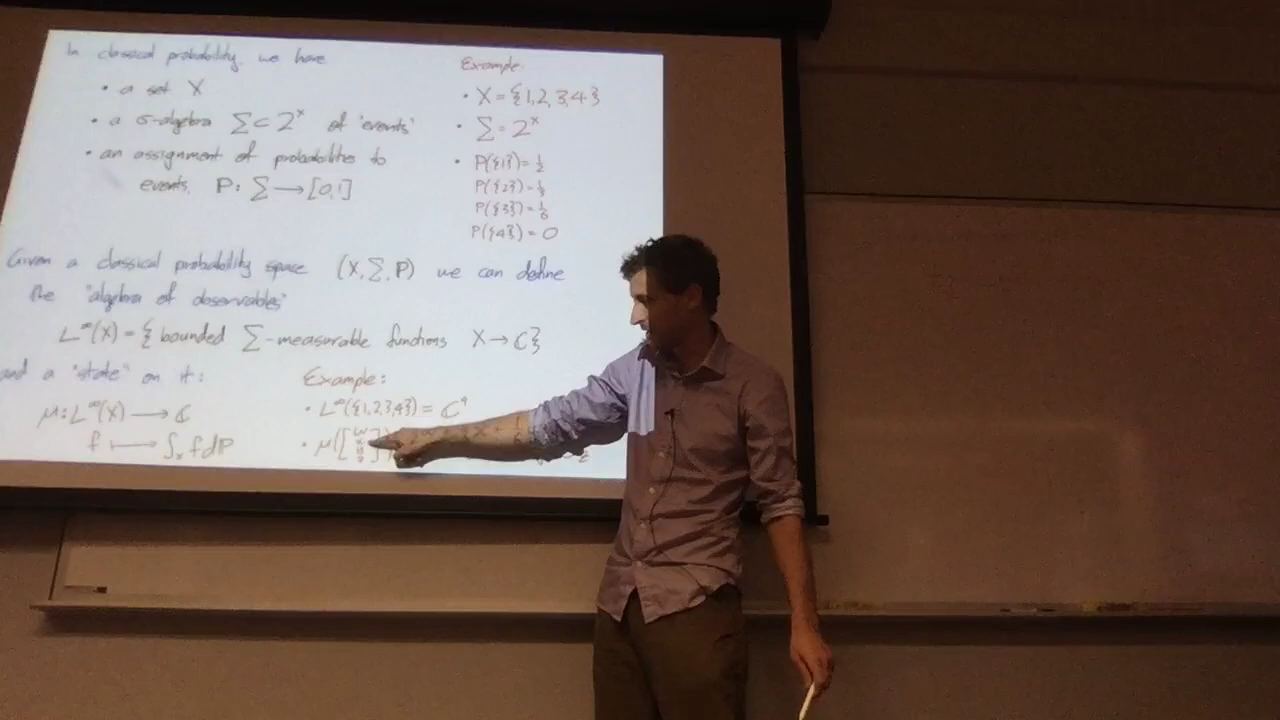 In classical probability, we have
• a set X
• a σ-algebra Σ ⊂ 2^X of "events"
• an assignment of probabilities to
events, P: Σ → [0,1]
Example:
• X = {1,2,3,4}
• Σ = 2^X
• P({1}) = 1/2
P({2}) = 1/3
P({3}) = 1/6
P({4}) = 0
Given a classical probability space (X, Σ, P) we can define
the "algebra of observables"
L^∞(X) = { bounded Σ-measurable functions X → ℂ}
and a "state" on it:
μ: L^∞(X) → ℂ
f ↦ ∫_X f dP
Example:
• L^∞({1,2,3,4}) = ℂ^4
• μ([